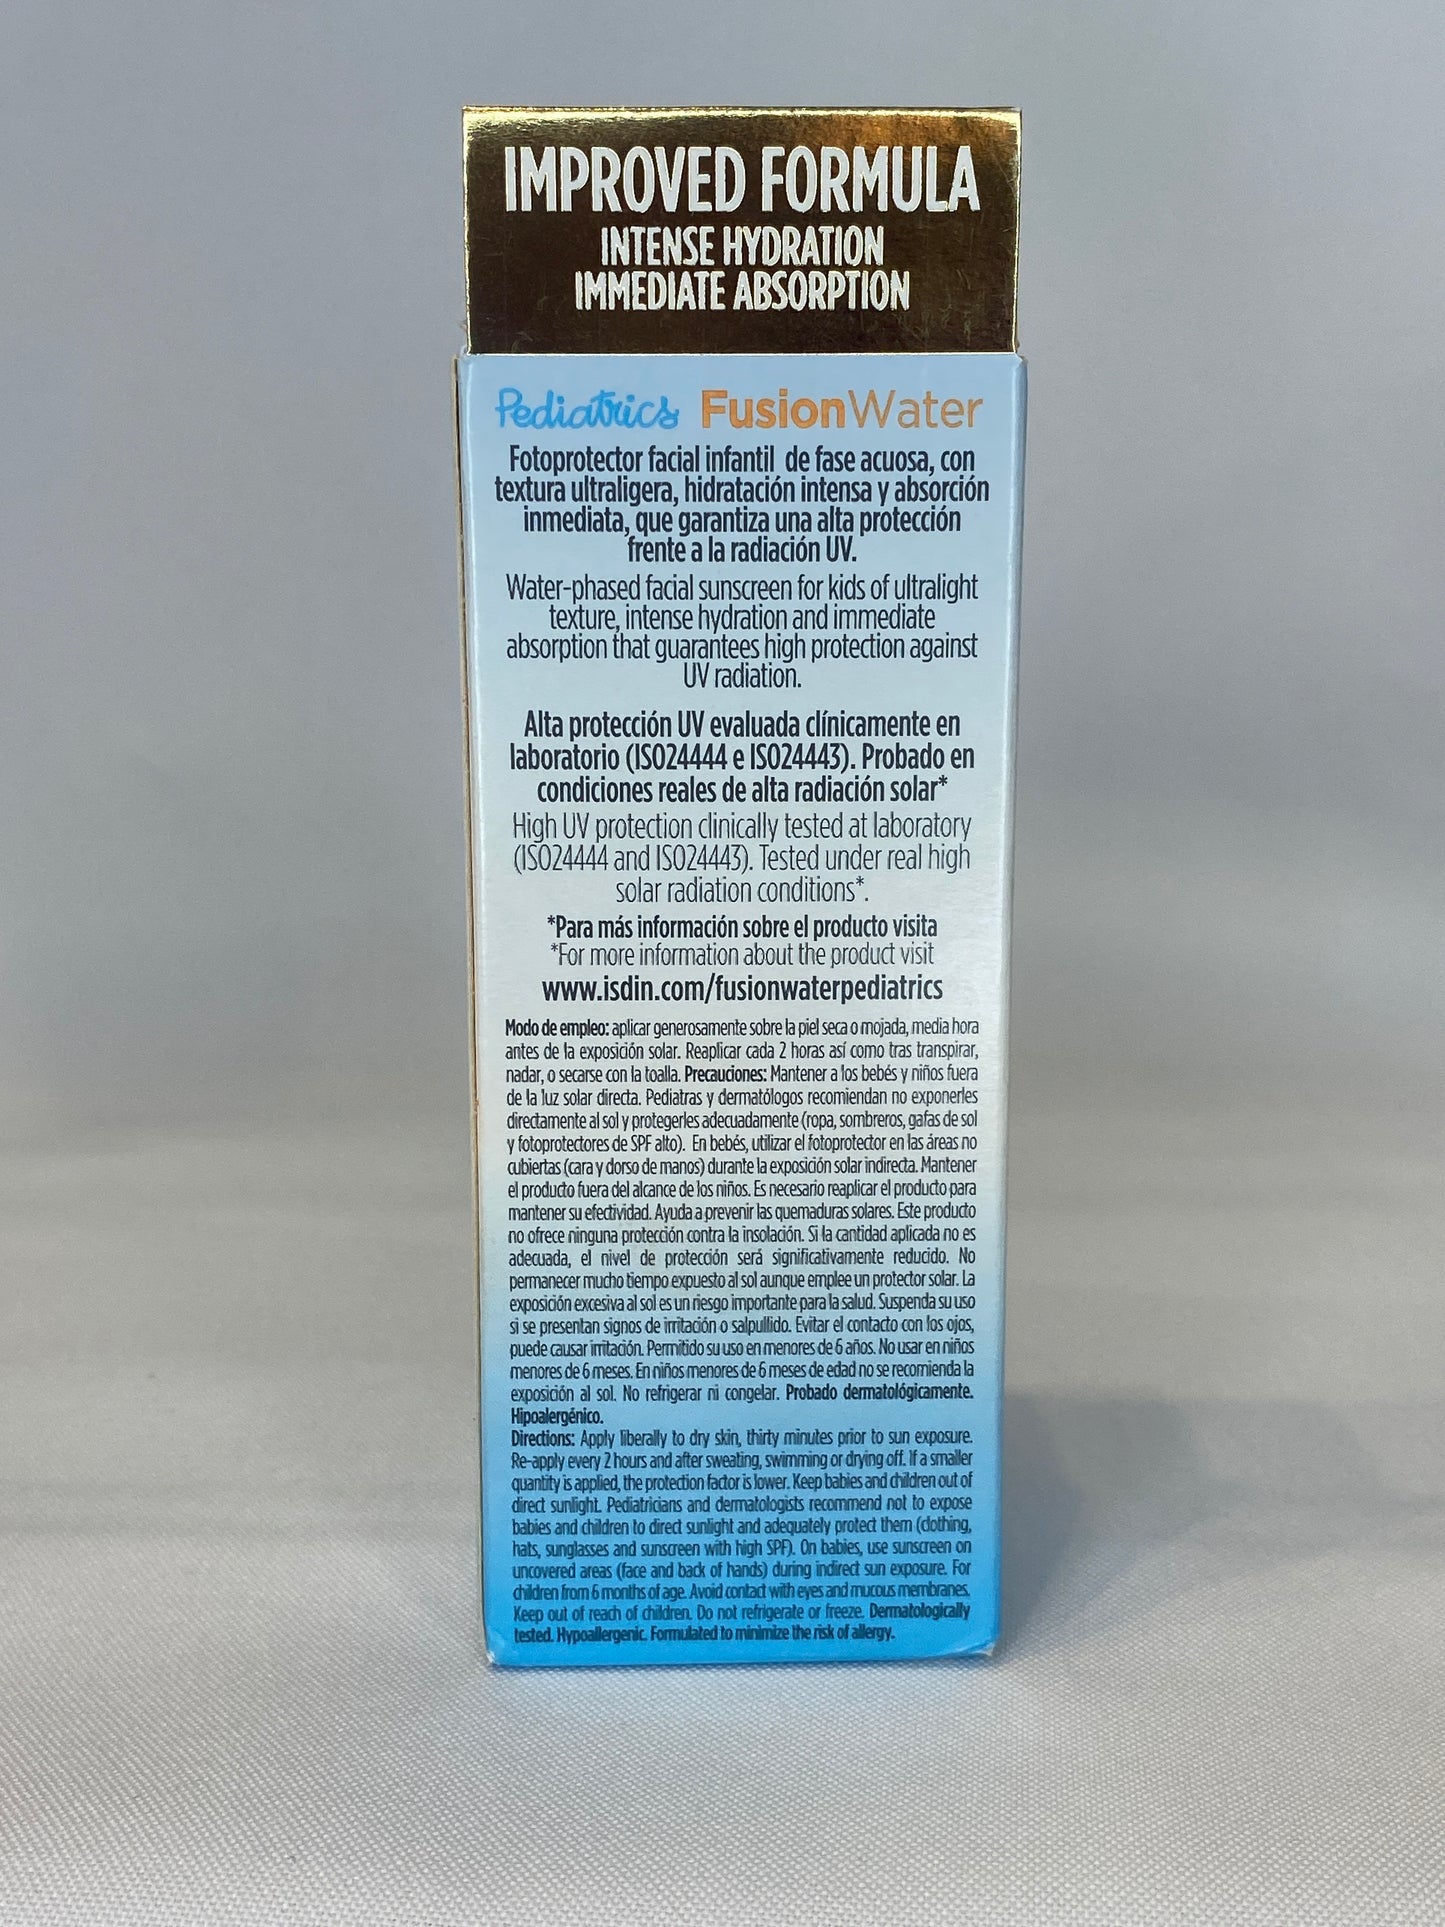 IMPROVED FORMULA
INTENSE HYDRATION
IMMEDIATE ABSORPTION
Pediatrics FusionWater
Fotoprotector facial infantil de fase acuosa, con
textura ultraligera, hidratación intensa y absorción
inmediata, que garantiza una alta protección
frente a la radiación UV.
Water-phased facial sunscreen for kids of ultralight
texture, intense hydration and immediate
absorption that guarantees high protection against
UV radiation.
Alta protección UV evaluada clínicamente en
laboratorio (ISO24444 e ISO24443). Probado en
condiciones reales de alta radiación solar*
High UV protection clinically tested at laboratory
(ISO24444 and ISO24443). Tested under real high
solar radiation conditions*.
*Para más información sobre el producto visita
*For more information about the product visit
www.isdin.com/fusionwaterpediatrics
Modo de empleo: aplicar generosamente sobre la piel seca o mojada, media hora
antes de la exposición solar. Reaplicar cada 2 horas así como tras transpirar,
nadar, o secarse con la toalla. Precauciones: Mantener a los bebés y niños fuera
de la luz solar directa. Pediatras y dermatólogos recomiendan no exponerles
directamente al sol y protegerles adecuadamente (ropa, sombreros, gafas de sol
y fotoprotectores de SPF alto). En bebés, utilizar el fotoprotector en las áreas no
cubiertas (cara y dorso de manos) durante la exposición solar indirecta. Mantener
el producto fuera del alcance de los niños. Es necesario reaplicar el producto para
mantener su efectividad. Ayuda a prevenir las quemaduras solares. Este producto
no ofrece ninguna protección contra la insolación. Si la cantidad aplicada no es
adecuada, el nivel de protección será significativamente reducido. No
permanecer mucho tiempo expuesto al sol aunque emplee un protector solar. La
exposición excesiva al sol es un riesgo importante para la salud. Suspenda su uso
si se presentan signos de irritación o salpullido. Evitar el contacto con los ojos,
puede causar irritación. Permitido su uso en menores de 6 años. No usar en niños
menores de 6 meses. En niños menores de 6 meses de edad no se recomienda la
exposición al sol. No refrigerar ni congelar. Probado dermatológicamente.
Hipoalergénico.
Directions: Apply liberally to dry skin, thirty minutes prior to sun exposure.
Re-apply every 2 hours and after sweating, swimming or drying off. If a smaller
quantity is applied, the protection factor is lower. Keep babies and children out of
direct sunlight. Pediatricians and dermatologists recommend not to expose
babies and children to direct sunlight and adequately protect them (clothing,
hats, sunglasses and sunscreen with high SPF). On babies, use sunscreen on
uncovered areas (face and back of hands) during indirect sun exposure. For
children from 6 months of age. Avoid contact with eyes and mucous membranes.
Keep out of reach of children. Do not refrigerate or freeze. Dermatologically
tested. Hypoallergenic. Formulated to minimize the risk of allergy.